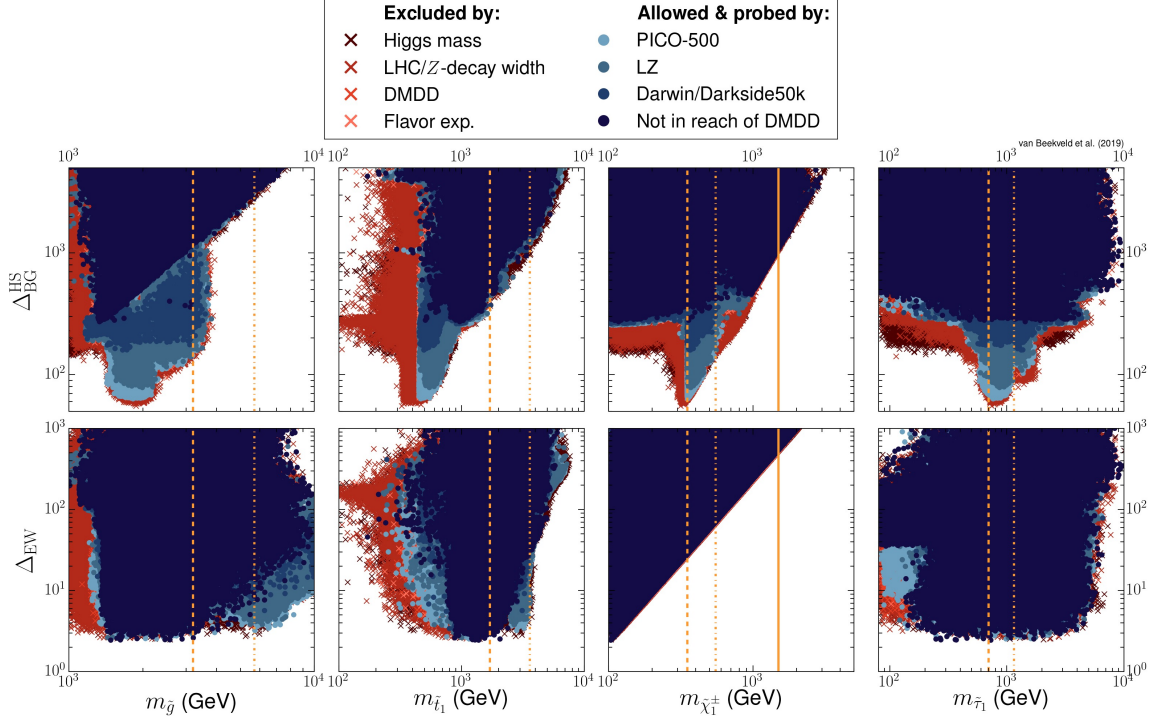 Excluded by:
Allowed & probed by:
Higgs mass
PICO-500
LHC/Z-decay width
LZ
DMDD
Darwin/Darkside50k
Flavor exp.
Not in reach of DMDD
van Beekveld et al. (2019)
10³ 10⁴ 10³ 10⁴ 10³ 10² 10³ 10⁴
Δ_BG^HS
10³ 10³
10² 10²
Δ_EW
10³ 10³
10² 10²
10¹ 10¹
10⁰ 10⁰
10³ 10⁴ 10² 10³ 10⁴ 10³ 10² 10³ 10⁴
m_g̃ (GeV)
m_t̃₁ (GeV)
m_χ̃₁^± (GeV)
m_τ̃₁ (GeV)